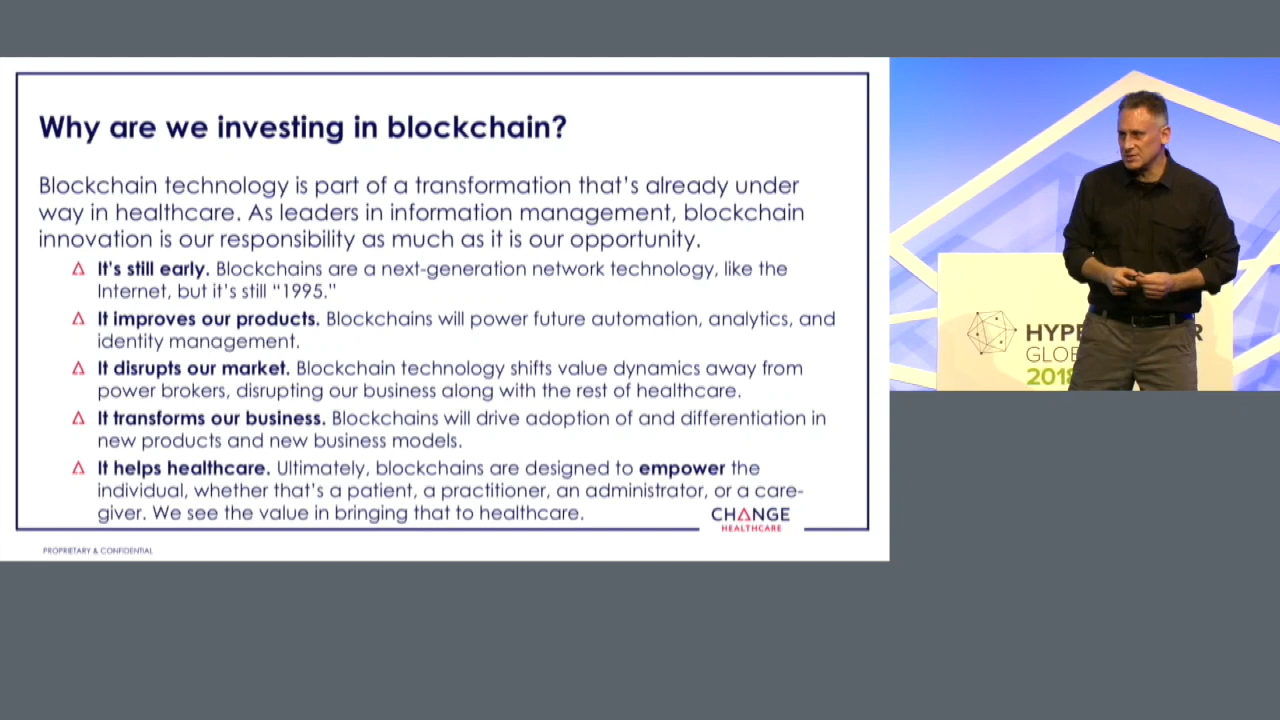 Why are we investing in blockchain?
Blockchain technology is part of a transformation that's already under
way in healthcare. As leaders in information management, blockchain
innovation is our responsibility as much as it is our opportunity.
It's still early. Blockchains are a next-generation network technology, like the
Internet, but it's still “1995.”
It improves our products. Blockchains will power future automation, analytics, and
identity management.
It disrupts our market. Blockchain technology shifts value dynamics away from
power brokers, disrupting our business along with the rest of healthcare.
It transforms our business. Blockchains will drive adoption of and differentiation in
new products and new business models.
It helps healthcare. Ultimately, blockchains are designed to empower the
individual, whether that's a patient, a practitioner, an administrator, or a care-
giver. We see the value in bringing that to healthcare.
CHANGE
HEALTHCARE
PROPRIETARY & CONFIDENTIAL
HYPE R
GLOB
2018